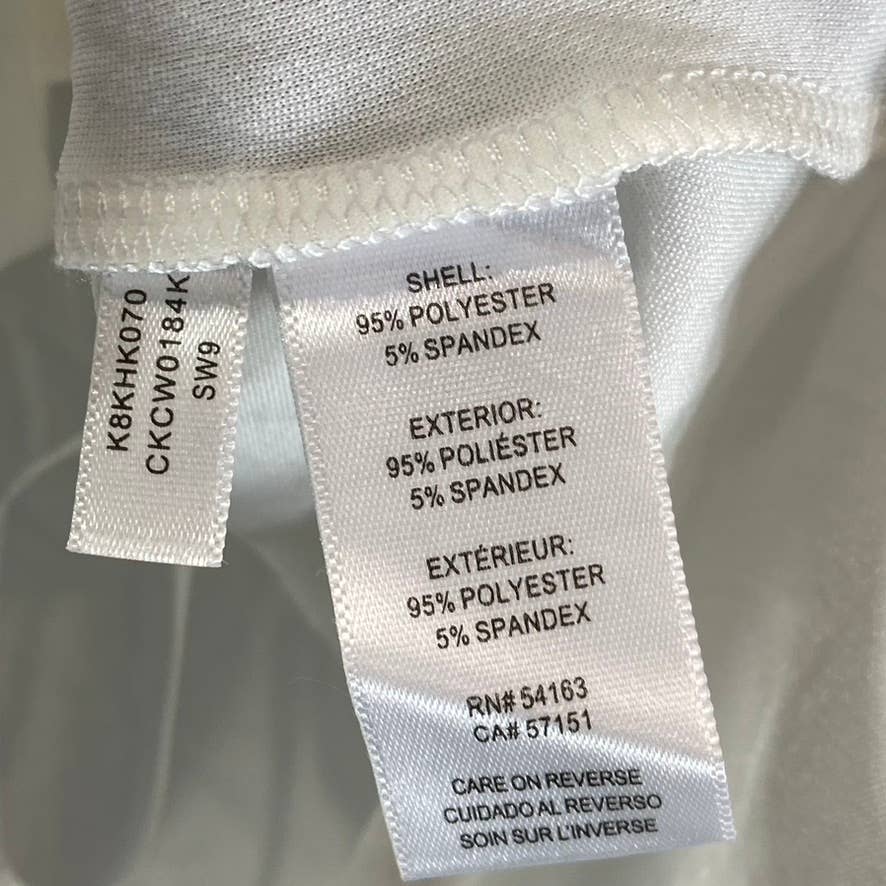 K8KHK070
CKCW0184K
SW9
SHELL:
95% POLYESTER
5% SPANDEX
EXTERIOR:
95% POLIÉSTER
5% SPANDEX
EXTÉRIEUR:
95% POLYESTER
5% SPANDEX
RN# 54163
CA# 57151
CARE ON REVERSE
CUIDADO AL REVERSO
SOIN SUR L'INVERSE